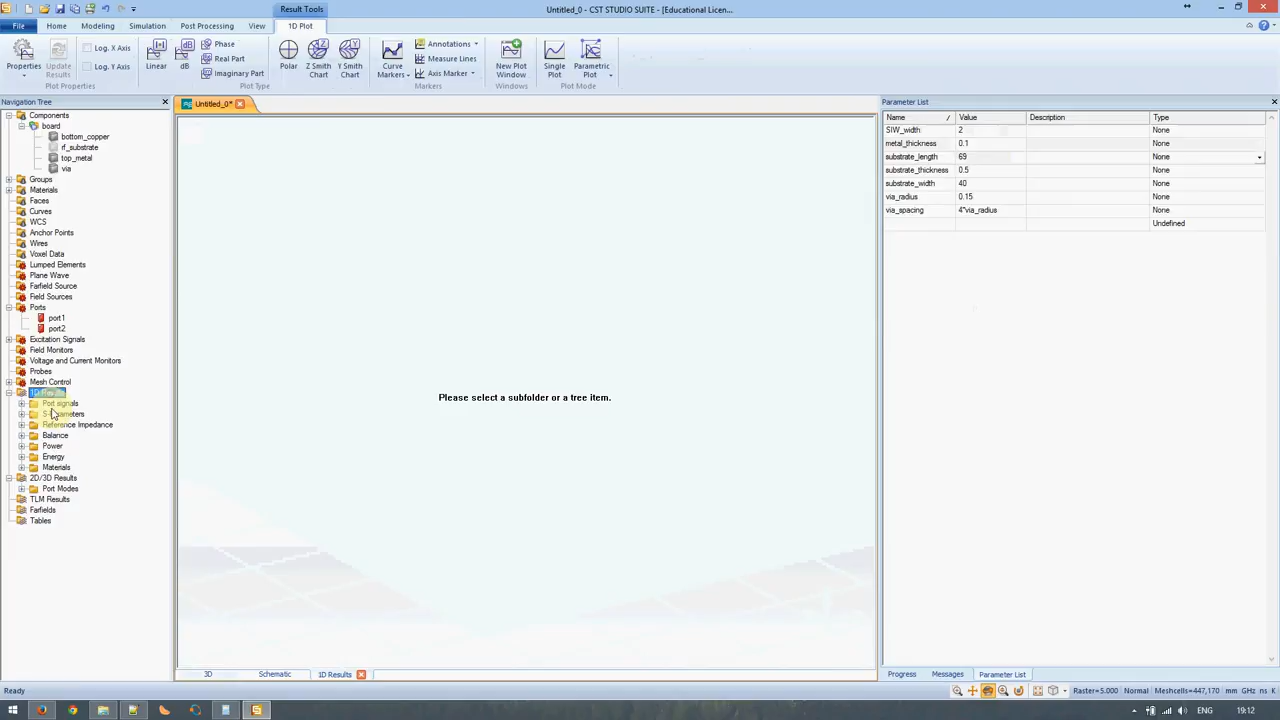 Result Tools
Untitled_0 - CST STUDIO SUITE - [Educational Licen...
File Home Modeling Simulation Post Processing View 1D Plot
Properties
Update Results
Log. X Axis
Log. Y Axis
Linear
dB
Phase
Real Part
Imaginary Part
Polar
Z Smith Chart
Y Smith Chart
Curve Markers
Annotations
Measure Lines
Axis Marker
New Plot Window
Single Plot
Parametric Plot
Plot Properties
Plot Type
Markers
Windows
Plot Mode
Navigation Tree
Untitled_0*
Components
board
bottom_copper
rf_substrate
top_metal
via
Groups
Materials
Faces
Curves
WCS
Anchor Points
Wires
Voxel Data
Lumped Elements
Plane Wave
Farfield Source
Field Sources
Ports
port1
port2
Excitation Signals
Field Monitors
Voltage and Current Monitors
Probes
Mesh Control
Port signals
Reference Impedance
Balance
Power
Energy
Materials
2D/3D Results
Port Modes
TLM Results
Farfields
Tables
Please select a subfolder or a tree item.
3D Schematic 1D Results
Parameter List
Name Value Description Type
SIW_width 2 None
metal_thickness 0.1 None
substrate_length 69 None
substrate_thickness 0.5 None
substrate_width 40 None
via_radius 0.15 None
via_spacing 4*via_radius None
Undefined
Progress Messages Parameter List
Ready
Raster=5.000 Normal Meshcells=447,170 mm GHz ns K
ENG 19:12